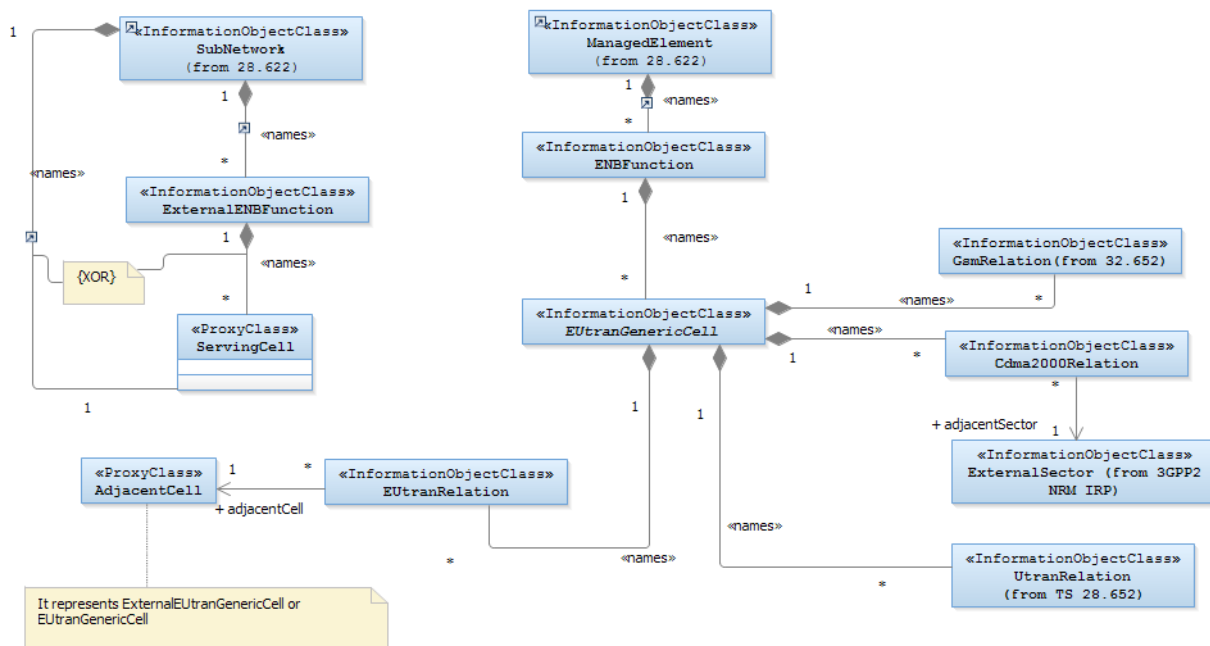 1
«InformationObjectClass»
SubNetwork
(from 28.622)
1
«names»
*
«names»
«InformationObjectClass»
ExternalENBFunction
1
1
«names»
{XOR}
*
«ProxyClass»
ServingCell
1
«InformationObjectClass»
ManagedElement
(from 28.622)
1
«names»
*
«InformationObjectClass»
ENBFunction
1
«names»
*
«InformationObjectClass»
EUtranGenericCell
1
«names»
*
«InformationObjectClass»
GsmRelation(from 32.652)
«names»
1
*
«InformationObjectClass»
Cdma2000Relation
*
+ adjacentSector
1
«InformationObjectClass»
ExternalSector (from 3GPP2
NRM IRP)
1
1
«ProxyClass»
AdjacentCell
1
*
+ adjacentCell
«InformationObjectClass»
EUtranRelation
*
«names»
«names»
*
«InformationObjectClass»
UtranRelation
(from TS 28.652)
It represents ExternalEUtranGenericCell or
EUtranGenericCell